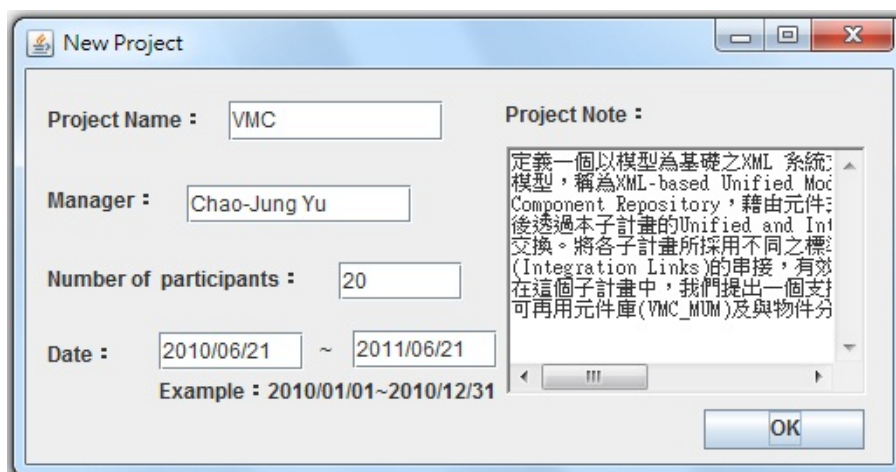 New Project
Project Name：
VMC
Manager：
Chao-Jung Yu
Number of participants：
20
Date：
2010/06/21 ~ 2011/06/21
Example：2010/01/01~2010/12/31
Project Note：
定義一個以模型為基礎之XML 系統
模型，稱為XML-based Unified Mod
Component Repository，藉由元件
後透過本子計畫的Unified and Int
交換。將各子計畫所採用不同之標準
(Integration Links)的串接，有效
在這個子計畫中，我們提出一個支援
可再用元件庫(VMC_MUM)及與物件分
OK